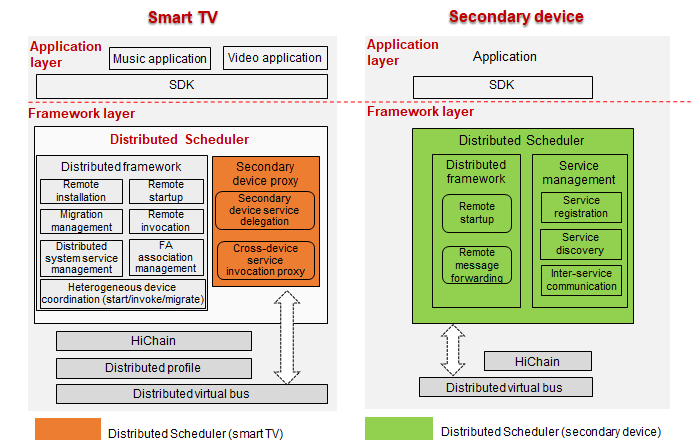 Smart TV
Application
layer
Music application
Video application
SDK
Framework layer
Distributed Scheduler
Distributed framework
Remote
installation
Remote
startup
Migration
management
Remote
invocation
Distributed
system service
management
FA
association
management
Heterogeneous device
coordination (start/invoke/migrate)
Secondary
device proxy
Secondary
device service
delegation
Cross-device
service
invocation proxy
HiChain
Distributed profile
Distributed virtual bus
Distributed Scheduler (smart TV)
Secondary device
Application
layer
Application
SDK
Framework layer
Distributed Scheduler
Distributed
framework
Remote
startup
Remote
message
forwarding
Service
management
Service
registration
Service
discovery
Inter-service
communication
HiChain
Distributed virtual bus
Distributed Scheduler (secondary device)